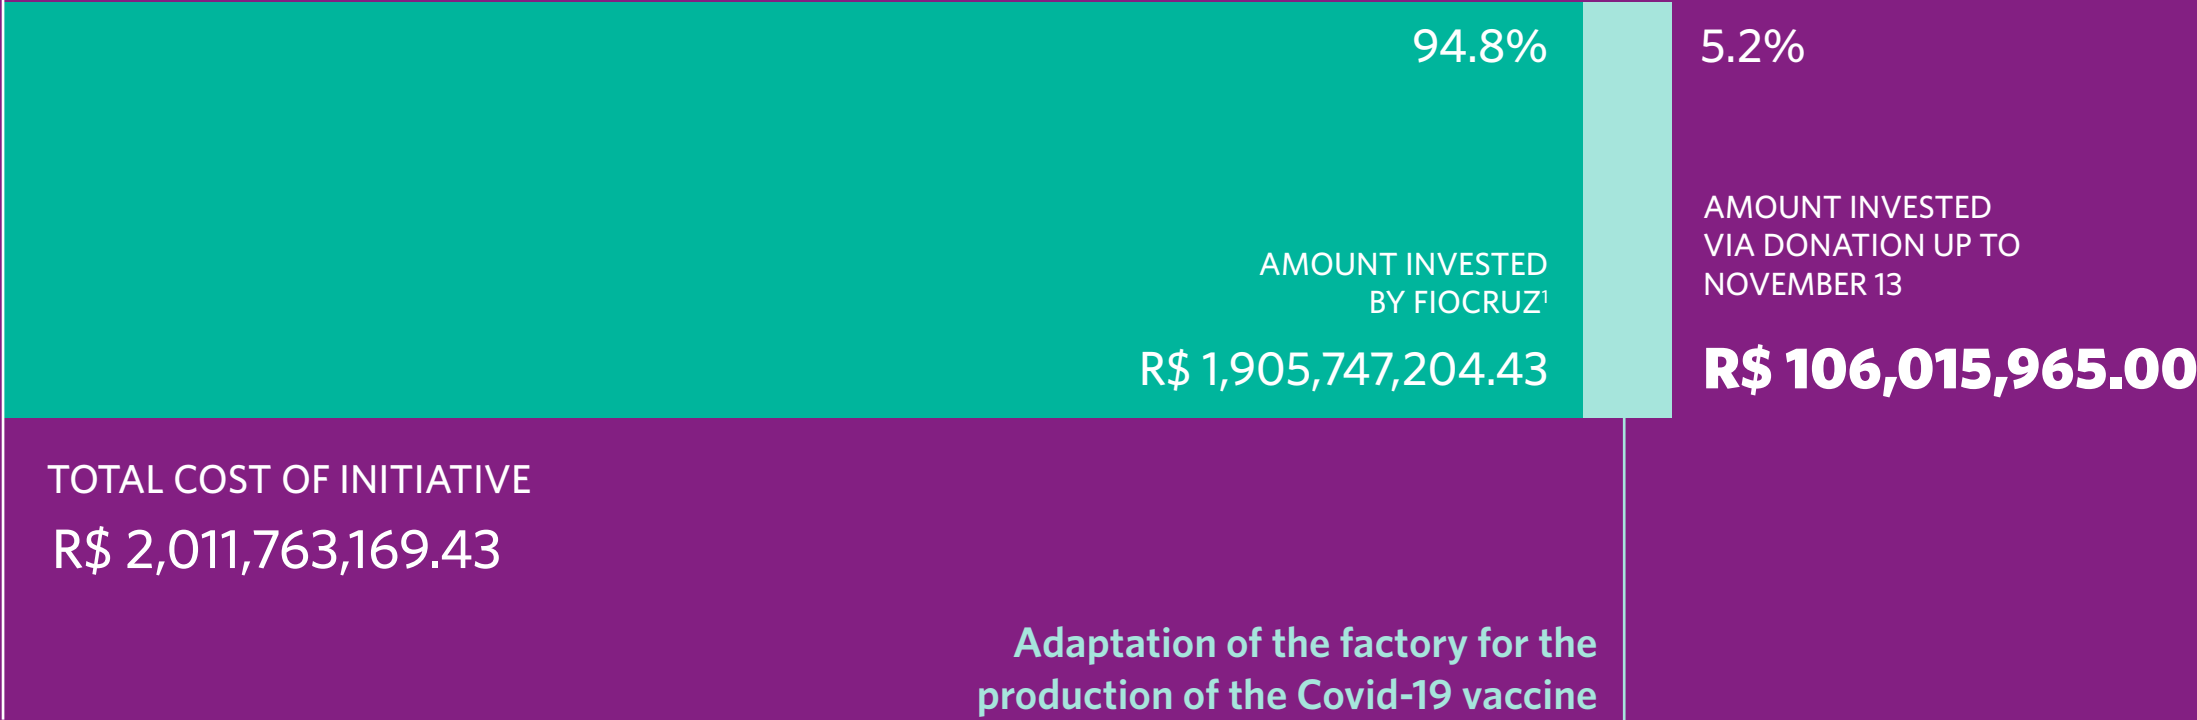 94.8%
AMOUNT INVESTED
BY FIOCRUZ¹
R$ 1,905,747,204.43
5.2%
AMOUNT INVESTED
VIA DONATION UP TO
NOVEMBER 13
R$ 106,015,965.00
TOTAL COST OF INITIATIVE
R$ 2,011,763,169.43
Adaptation of the factory for the
production of the Covid-19 vaccine